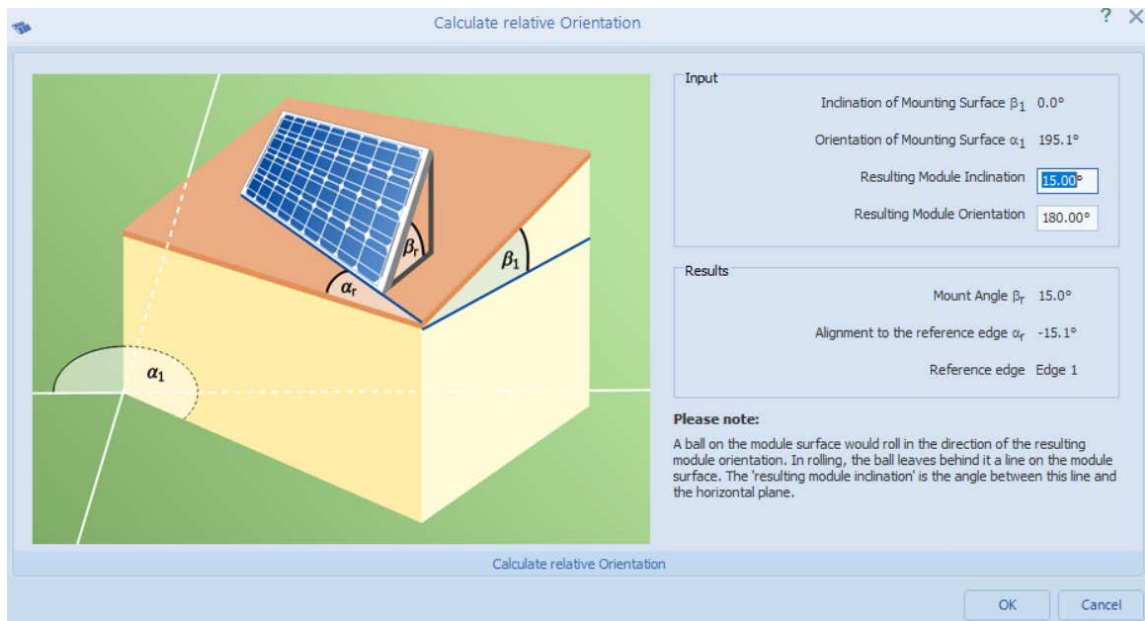 Calculate relative Orientation
?
Input
Inclination of Mounting Surface β₁ 0.0°
Orientation of Mounting Surface α₁ 195.1°
Resulting Module Inclination 15.00°
Resulting Module Orientation 180.00°
Results
Mount Angle βᵣ 15.0°
Alignment to the reference edge αᵣ -15.1°
Reference edge Edge 1
Please note:
A ball on the module surface would roll in the direction of the resulting
module orientation. In rolling, the ball leaves behind it a line on the module
surface. The 'resulting module inclination' is the angle between this line and
the horizontal plane.
βᵣ
β₁
αᵣ
α₁
Calculate relative Orientation
OK Cancel